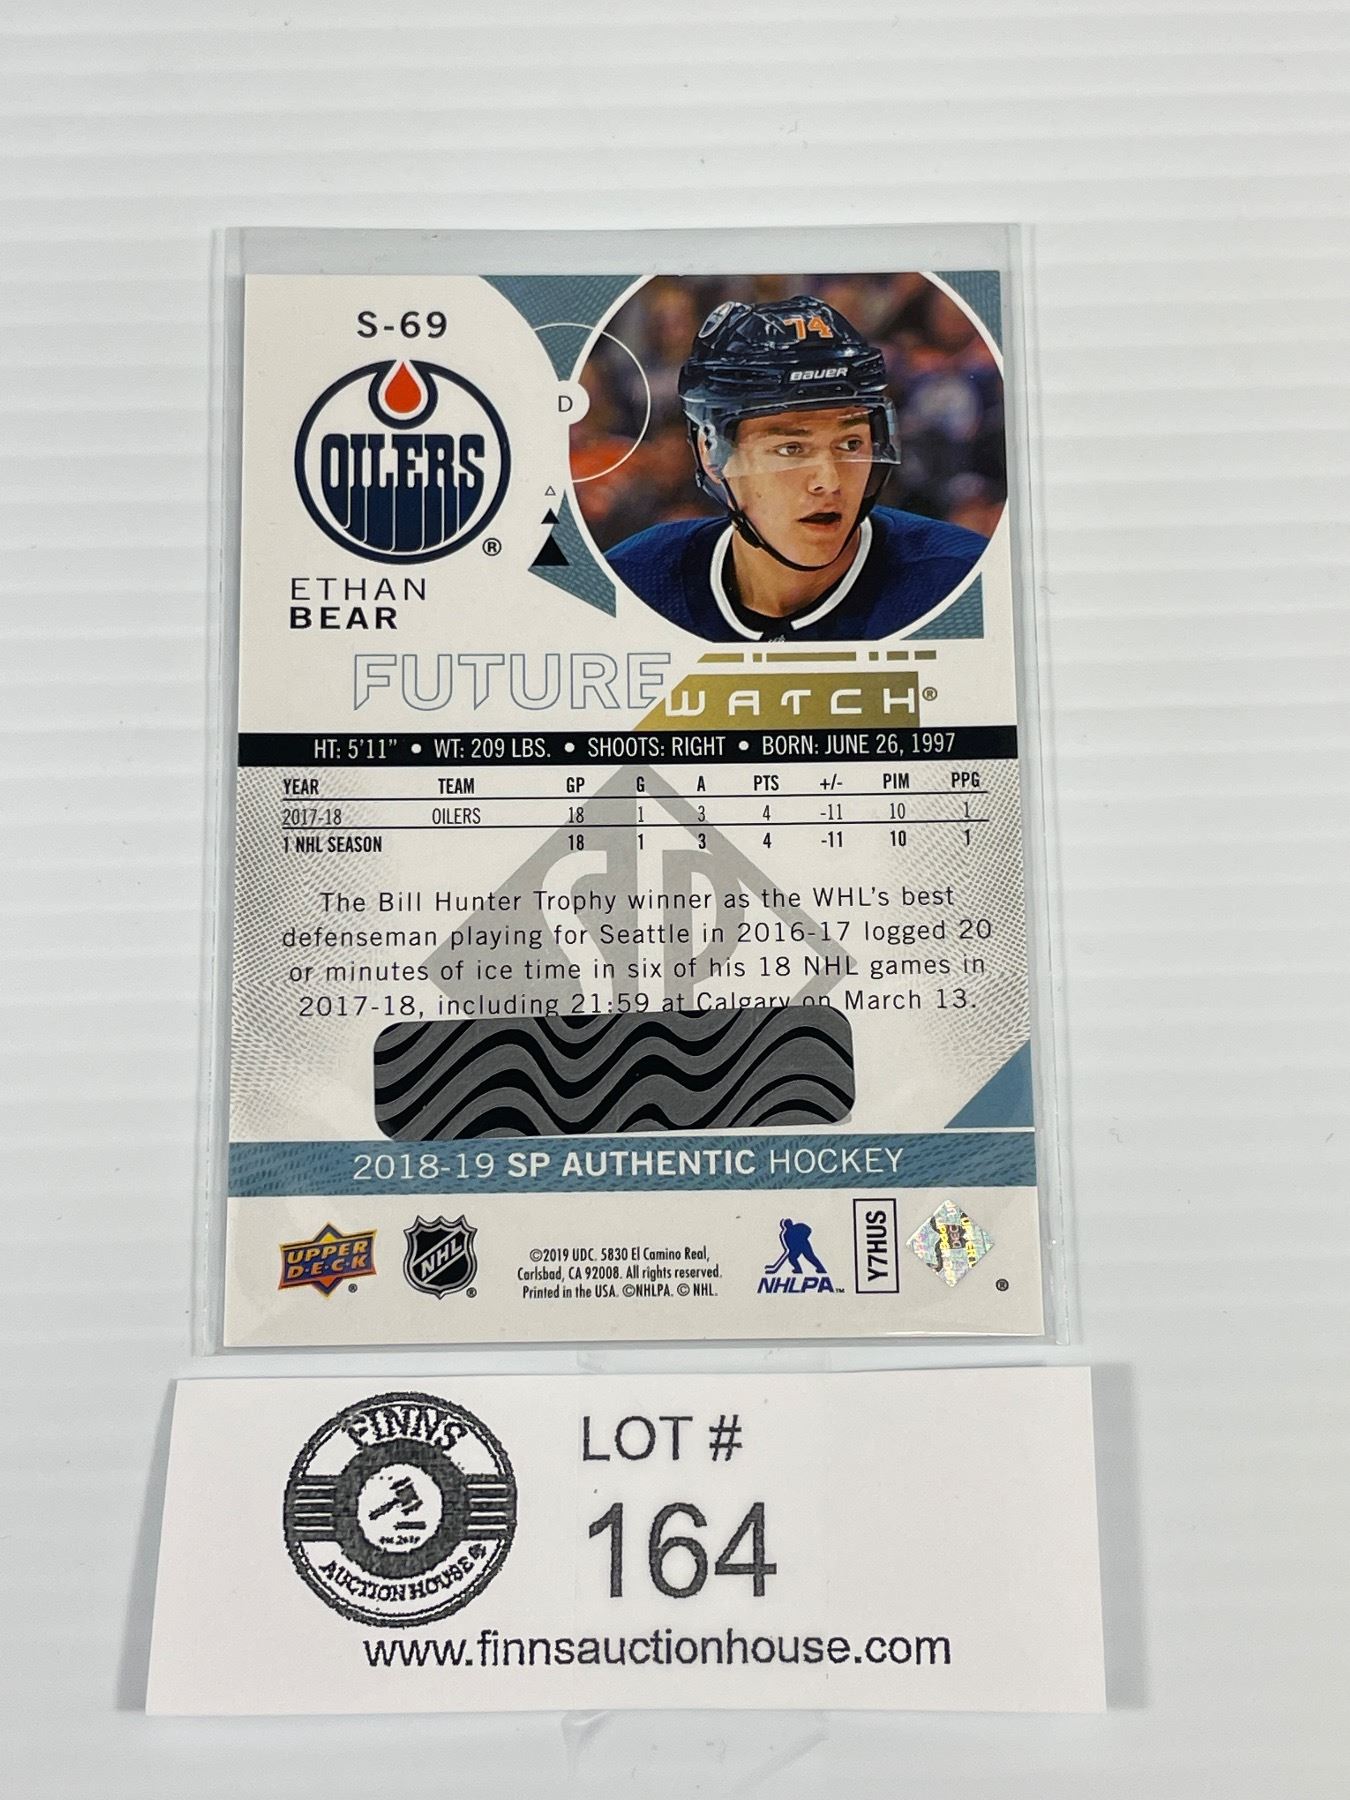 S-69
OILERS
®
ETHAN
BEAR
D
74
BAUER
FUTURE WATCH®
HT: 5'11" • WT: 209 LBS. • SHOOTS: RIGHT • BORN: JUNE 26, 1997
YEAR TEAM GP G A PTS +/- PIM PPG
2017-18 OILERS 18 1 3 4 -11 10 1
1 NHL SEASON 18 1 3 4 -11 10 1
SP
The Bill Hunter Trophy winner as the WHL's best
defenseman playing for Seattle in 2016-17 logged 20
or minutes of ice time in six of his 18 NHL games in
2017-18, including 21:59 at Calgary on March 13.
2018-19 SP AUTHENTIC HOCKEY
UPPER
D·E·C·K
®
NHL
®
©2019 UDC. 5830 El Camino Real,
Carlsbad, CA 92008. All rights reserved.
Printed in the USA. ©NHLPA. © NHL.
NHLPA™
Y7HUS
®
FINNS
AUCTION HOUSE
LOT #
164
www.finnsauctionhouse.com